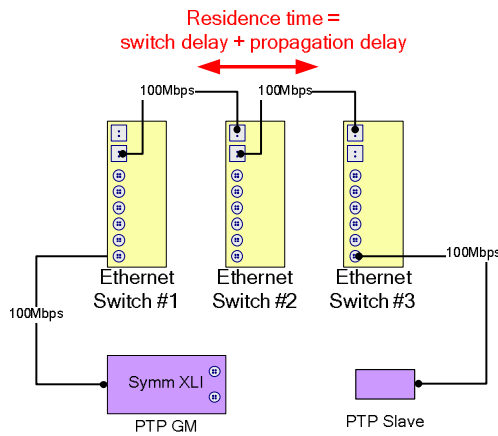 Residence time =
switch delay + propagation delay
100Mbps
100Mbps
Ethernet
Switch #1
Ethernet
Switch #2
Ethernet
Switch #3
100Mbps
100Mbps
Symm XLI
PTP GM
PTP Slave